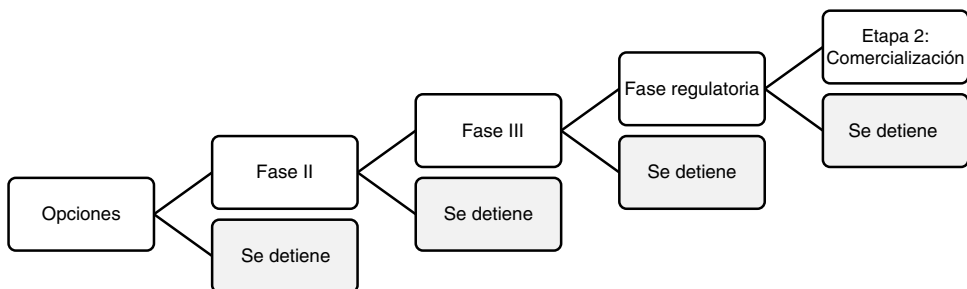 Opciones
Fase II
Se detiene
Fase III
Se detiene
Fase regulatoria
Se detiene
Etapa 2:
Comercialización
Se detiene